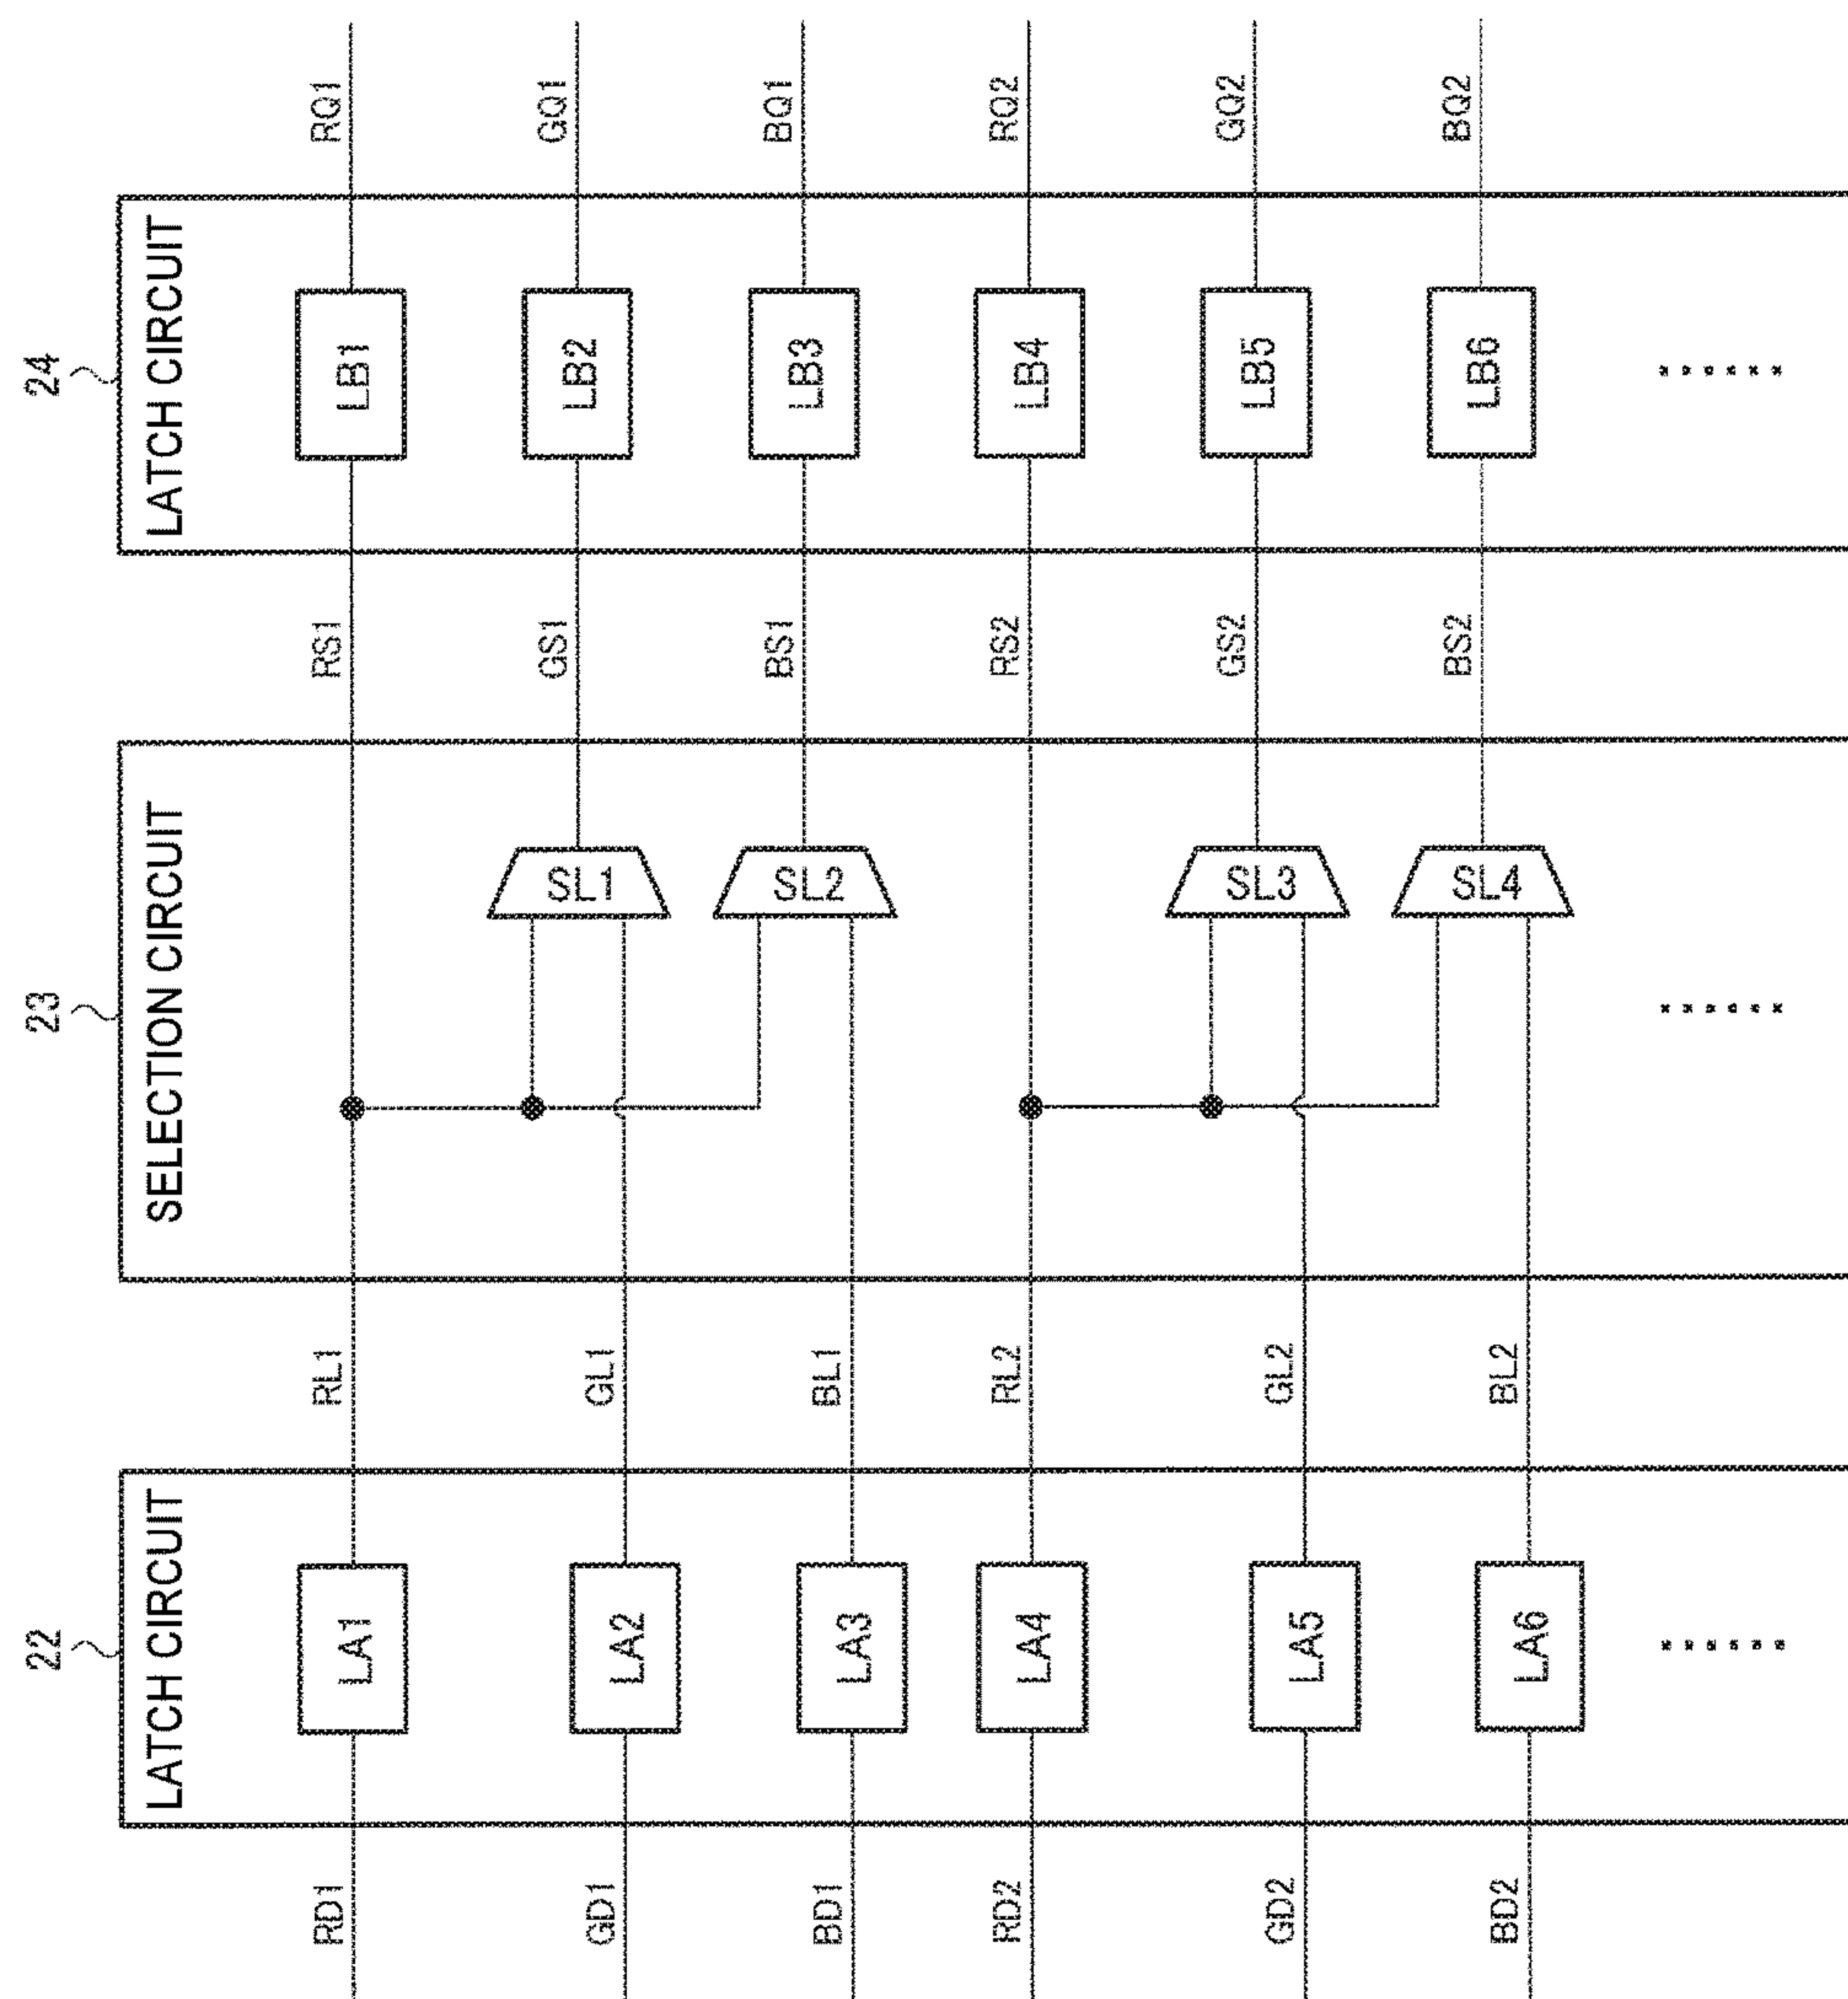 22
LATCH CIRCUIT
RD1
LA1
RL1
GD1
LA2
GL1
BD1
LA3
BL1
RD2
LA4
RL2
GD2
LA5
GL2
BD2
LA6
BL2
23
SELECTION CIRCUIT
SL1
SL2
SL3
SL4
RS1
GS1
BS1
RS2
GS2
BS2
24
LATCH CIRCUIT
LB1
RQ1
LB2
GQ1
LB3
BQ1
LB4
RQ2
LB5
GQ2
LB6
BQ2